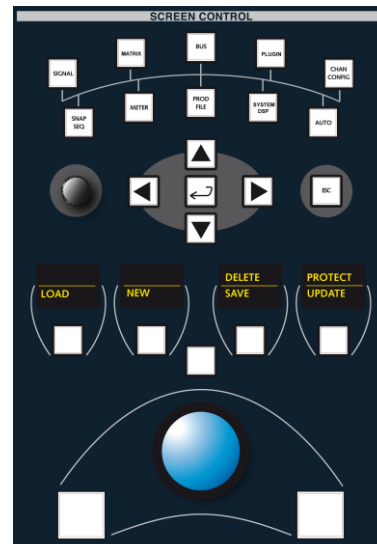 SCREEN CONTROL
BUS
MATRIX
PLUGIN
SIGNAL
CHAN
CONFIG
METER
PROD
FILE
SYSTEM
DSP
SNAP
SEQ
AUTO
ESC
DELETE
PROTECT
LOAD
NEW
SAVE
UPDATE